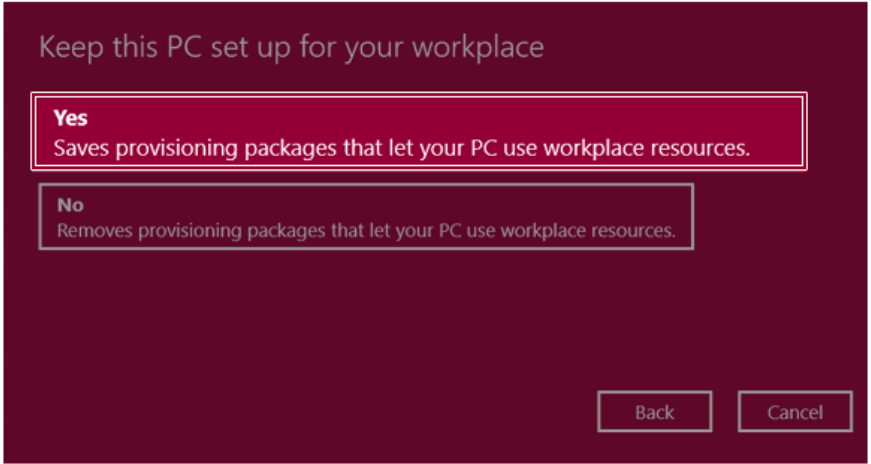 Keep this PC set up for your workplace
Yes
Saves provisioning packages that let your PC use workplace resources.
No
Removes provisioning packages that let your PC use workplace resources.
Back
Cancel